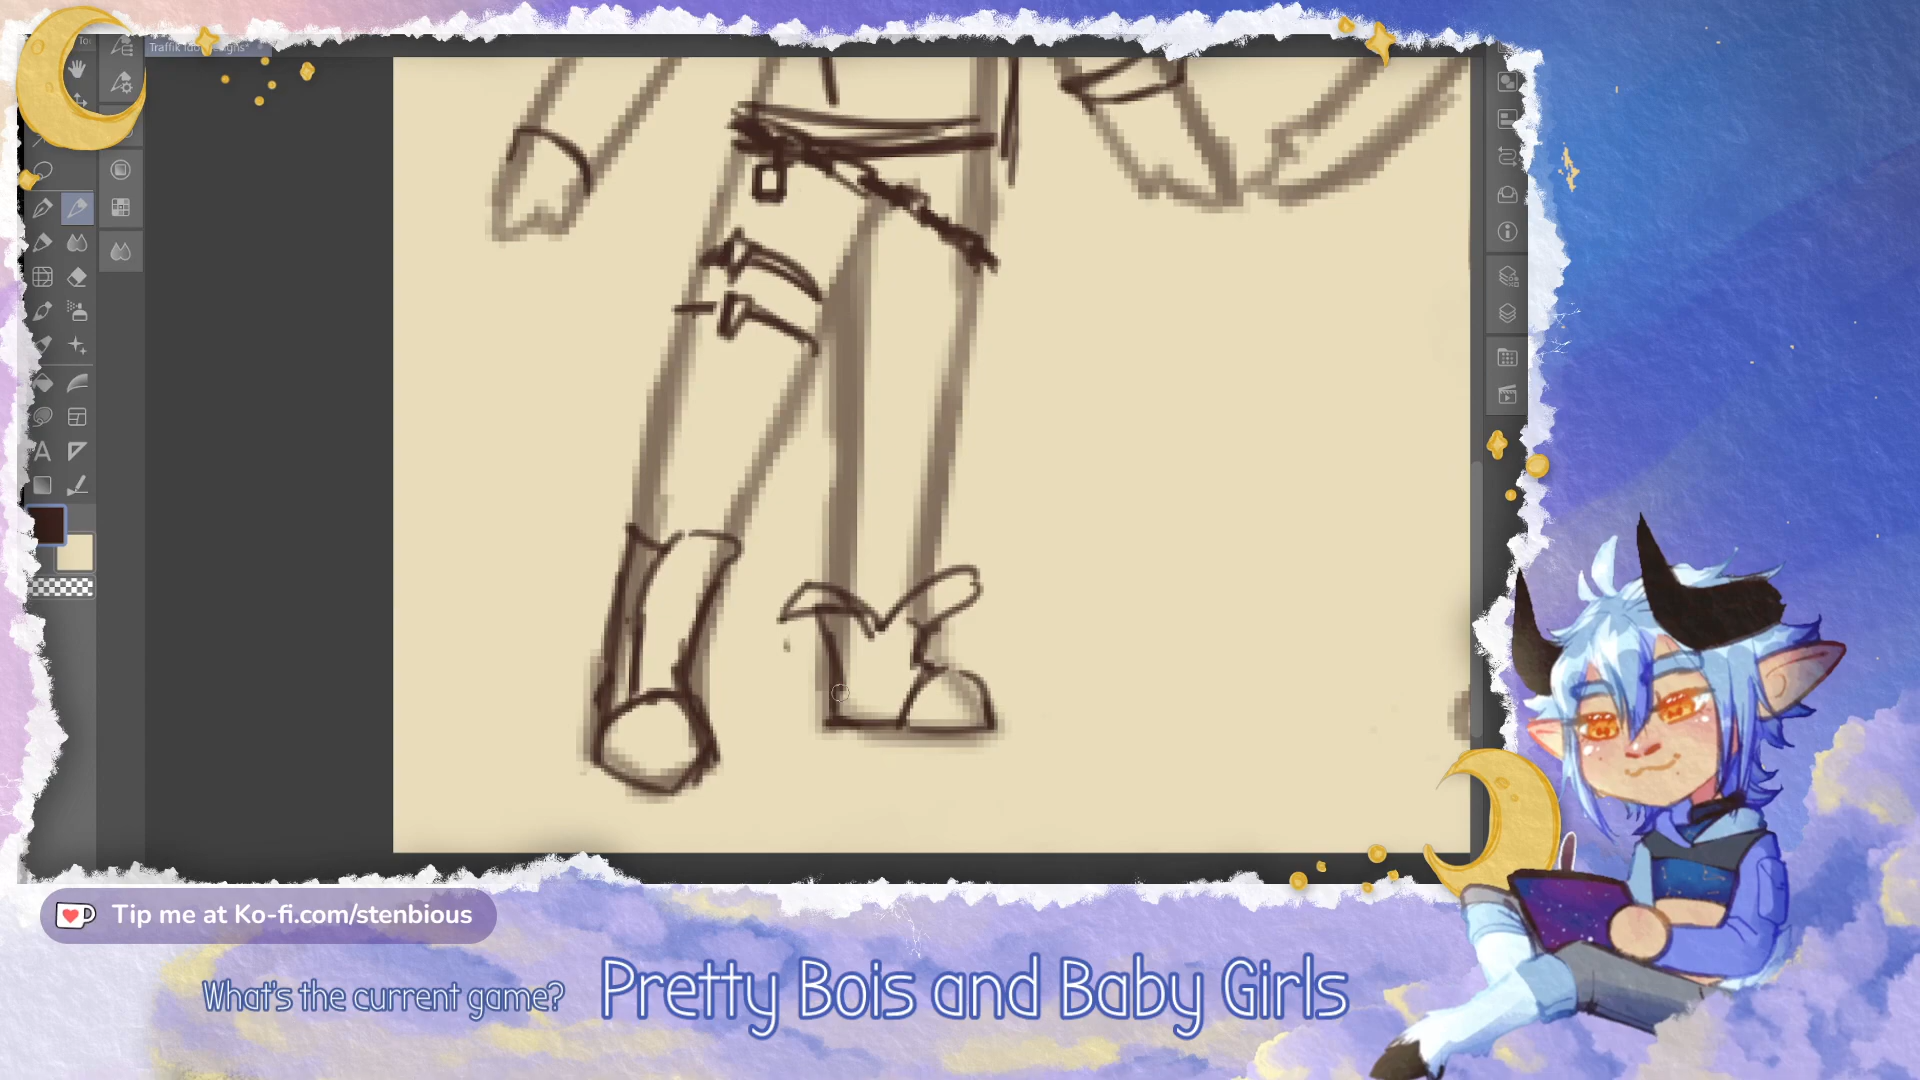 Tip me at Ko-fi.com/stenbious
What's the current game?
Pretty Bois and Baby Girls